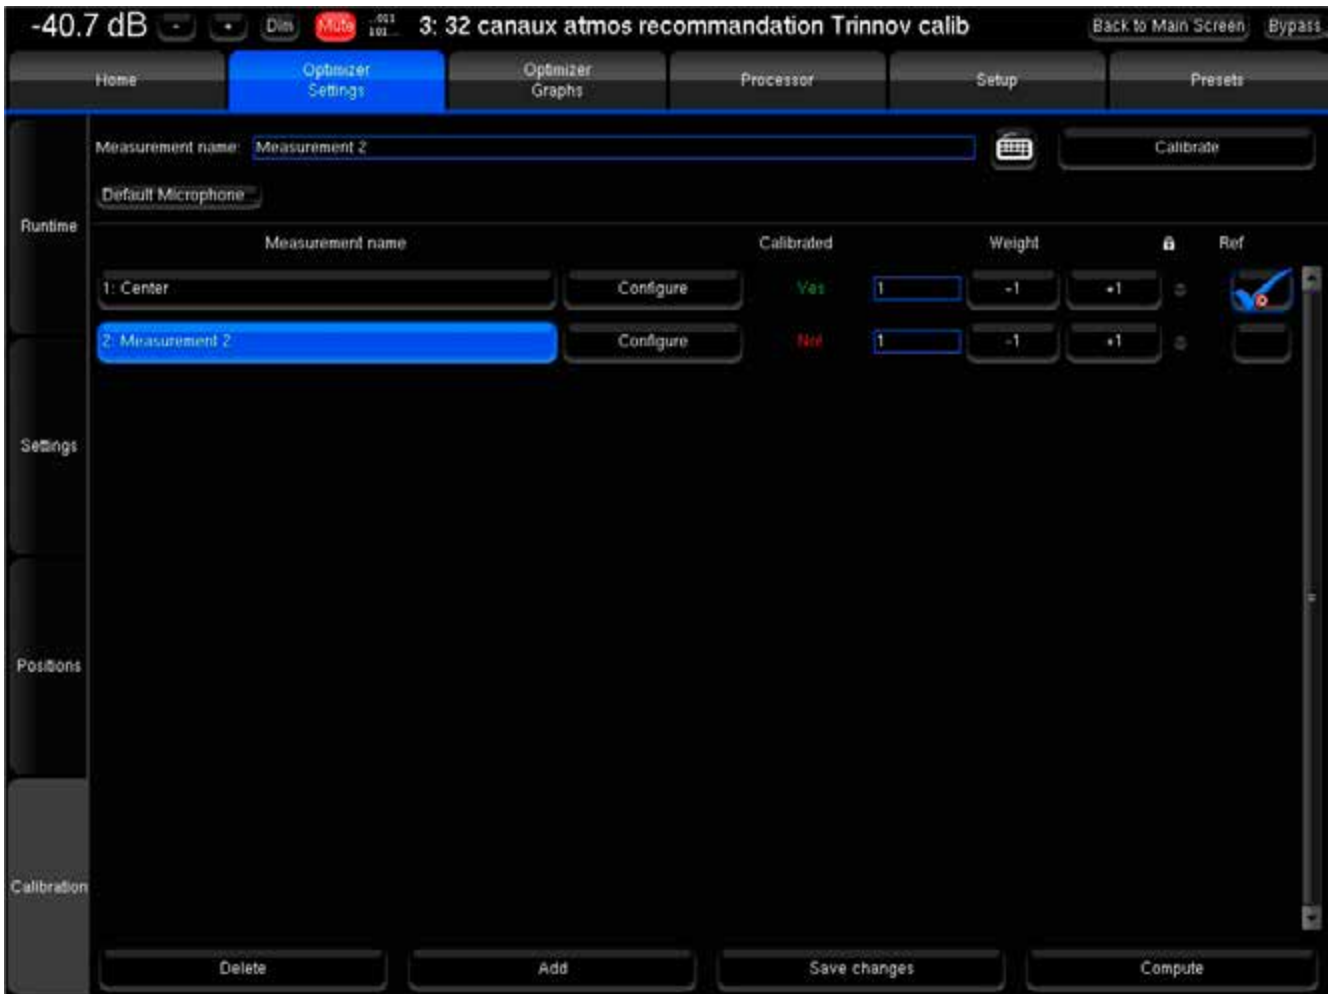 -40.7 dB - + Dim Mute 3: 32 canaux atmos recommandation Trinnov calib Back to Main Screen Bypass
Home
Optimizer
Settings
Optimizer
Graphs
Processor
Setup
Presets
Measurement name: Measurement 2
Calibrate
Default Microphone
Runtime
Settings
Positions
Calibration
Measurement name Calibrated Weight Ref
1: Center Configure Yes 1 -1 +1
2: Measurement 2 Configure 1 -1 +1
Delete Add Save changes Compute